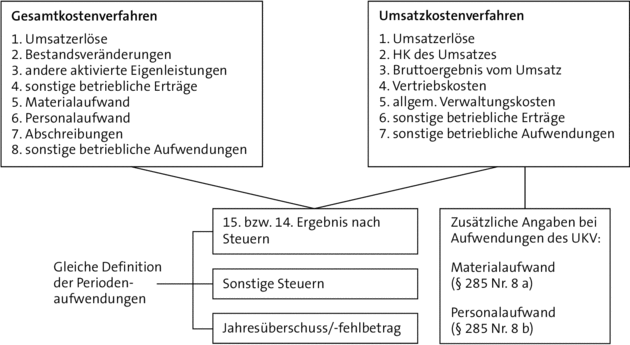 Gesamtkostenverfahren
1. Umsatzerlöse
2. Bestandsveränderungen
3. andere aktivierte Eigenleistungen
4. sonstige betriebliche Erträge
5. Materialaufwand
6. Personalaufwand
7. Abschreibungen
8. sonstige betriebliche Aufwendungen
Umsatzkostenverfahren
1. Umsatzerlöse
2. HK des Umsatzes
3. Bruttoergebnis vom Umsatz
4. Vertriebskosten
5. allgem. Verwaltungskosten
6. sonstige betriebliche Erträge
7. sonstige betriebliche Aufwendungen
Gleiche Definition
der Perioden-
aufwendungen
15. bzw. 14. Ergebnis nach
Steuern
Sonstige Steuern
Jahresüberschuss/-fehlbetrag
Zusätzliche Angaben bei
Aufwendungen des UKV:
Materialaufwand
(§ 285 Nr. 8 a)
Personalaufwand
(§ 285 Nr. 8 b)